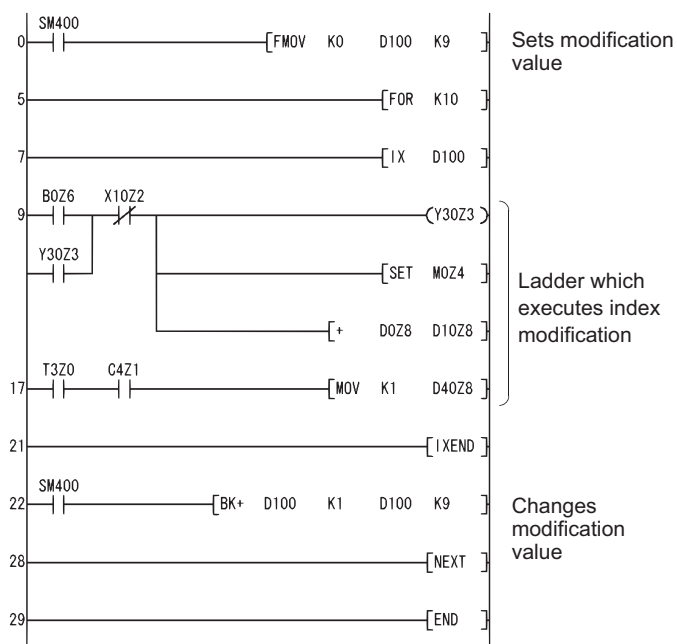 SM400
0 [FMOV K0 D100 K9 ] Sets modification
value
5 [FOR K10 ]
7 [IX D100 ]
B0Z6 X10Z2
9 (Y30Z3 )
Y30Z3
[SET M0Z4 ]
Ladder which
executes index
modification
[+ D0Z8 D10Z8 ]
T3Z0 C4Z1
17 [MOV K1 D40Z8 ]
21 [IXEND ]
SM400
22 [BK+ D100 K1 D100 K9 ] Changes
modification
value
28 [NEXT ]
29 [END ]